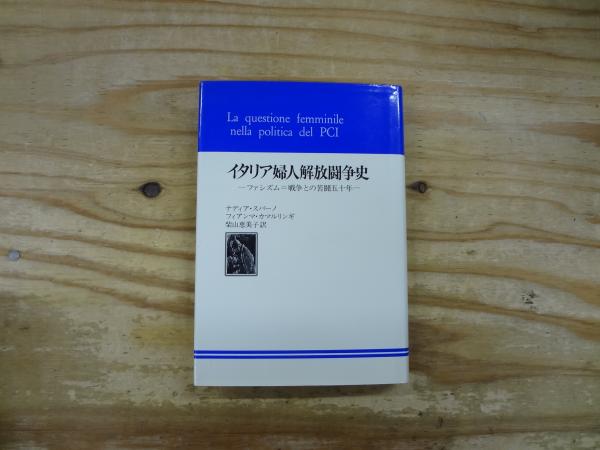 La questione femminile
nella politica del PCI
イタリア婦人解放闘争史
―ファシズム=戦争との苦闘五十年―
ナディア・スパーノ
フィアンマ・カマルリンギ
柴山恵美子訳